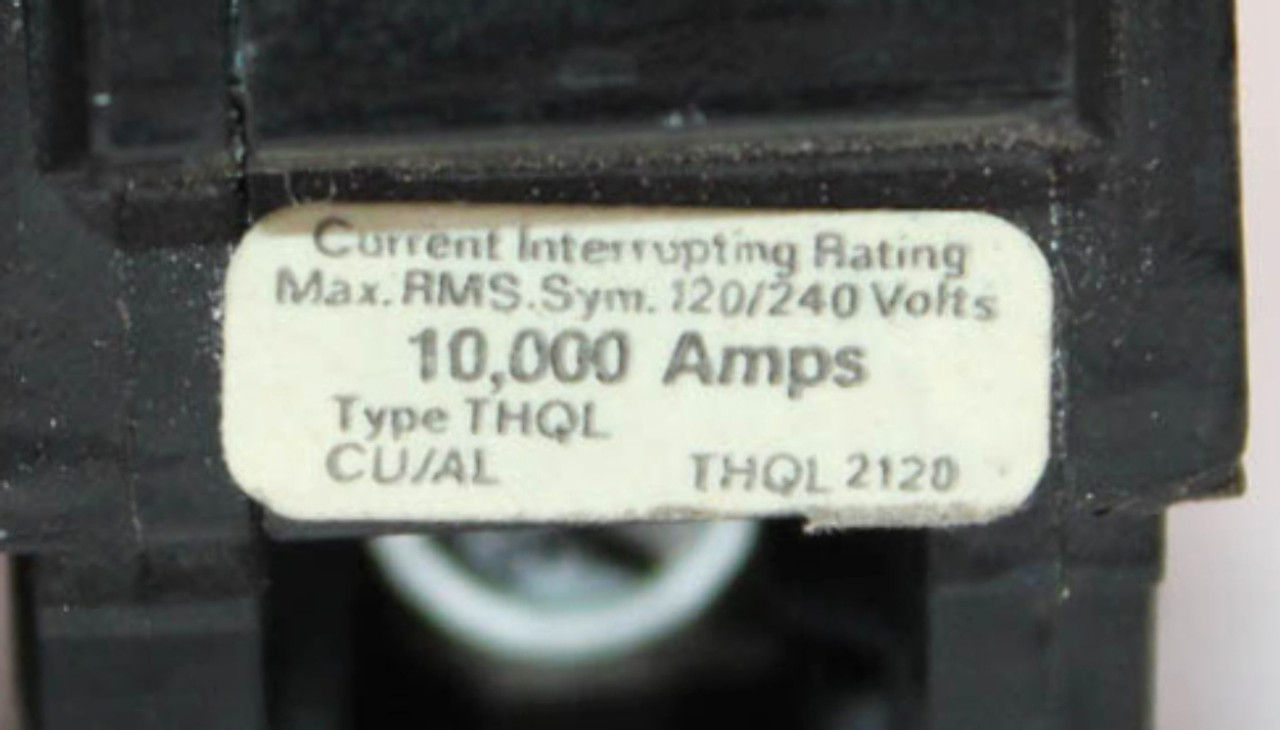 Current Interrupting Rating
Max. RMS. Sym. 120/240 Volts
10,000 Amps
Type THQL
CU/AL THQL 2120